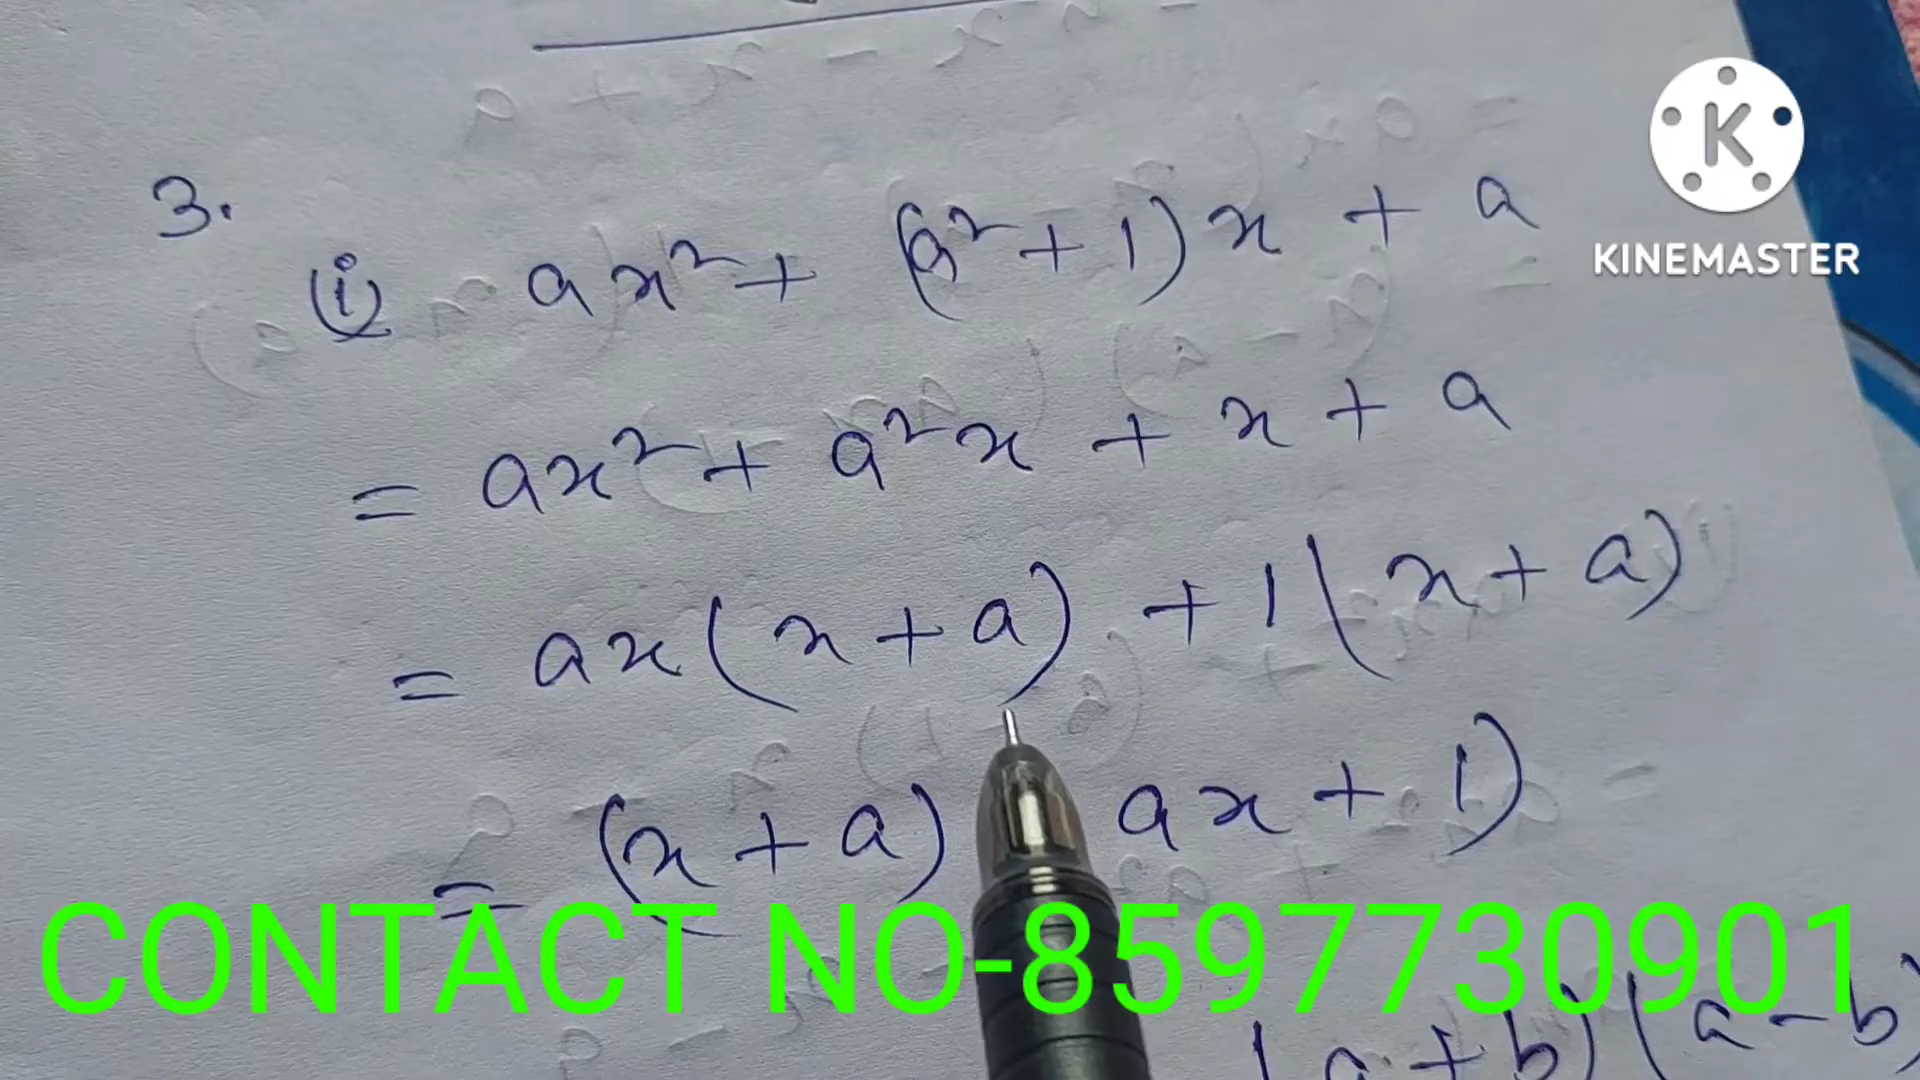 K
KINEMASTER
3.
(i) ax² + (a²+1)x + a
= ax² + a²x + x + a
= ax(x+a) + 1(x+a)
= (x+a) ax+1)
CONTACT NO-8597730901
(a+b)(a-b)